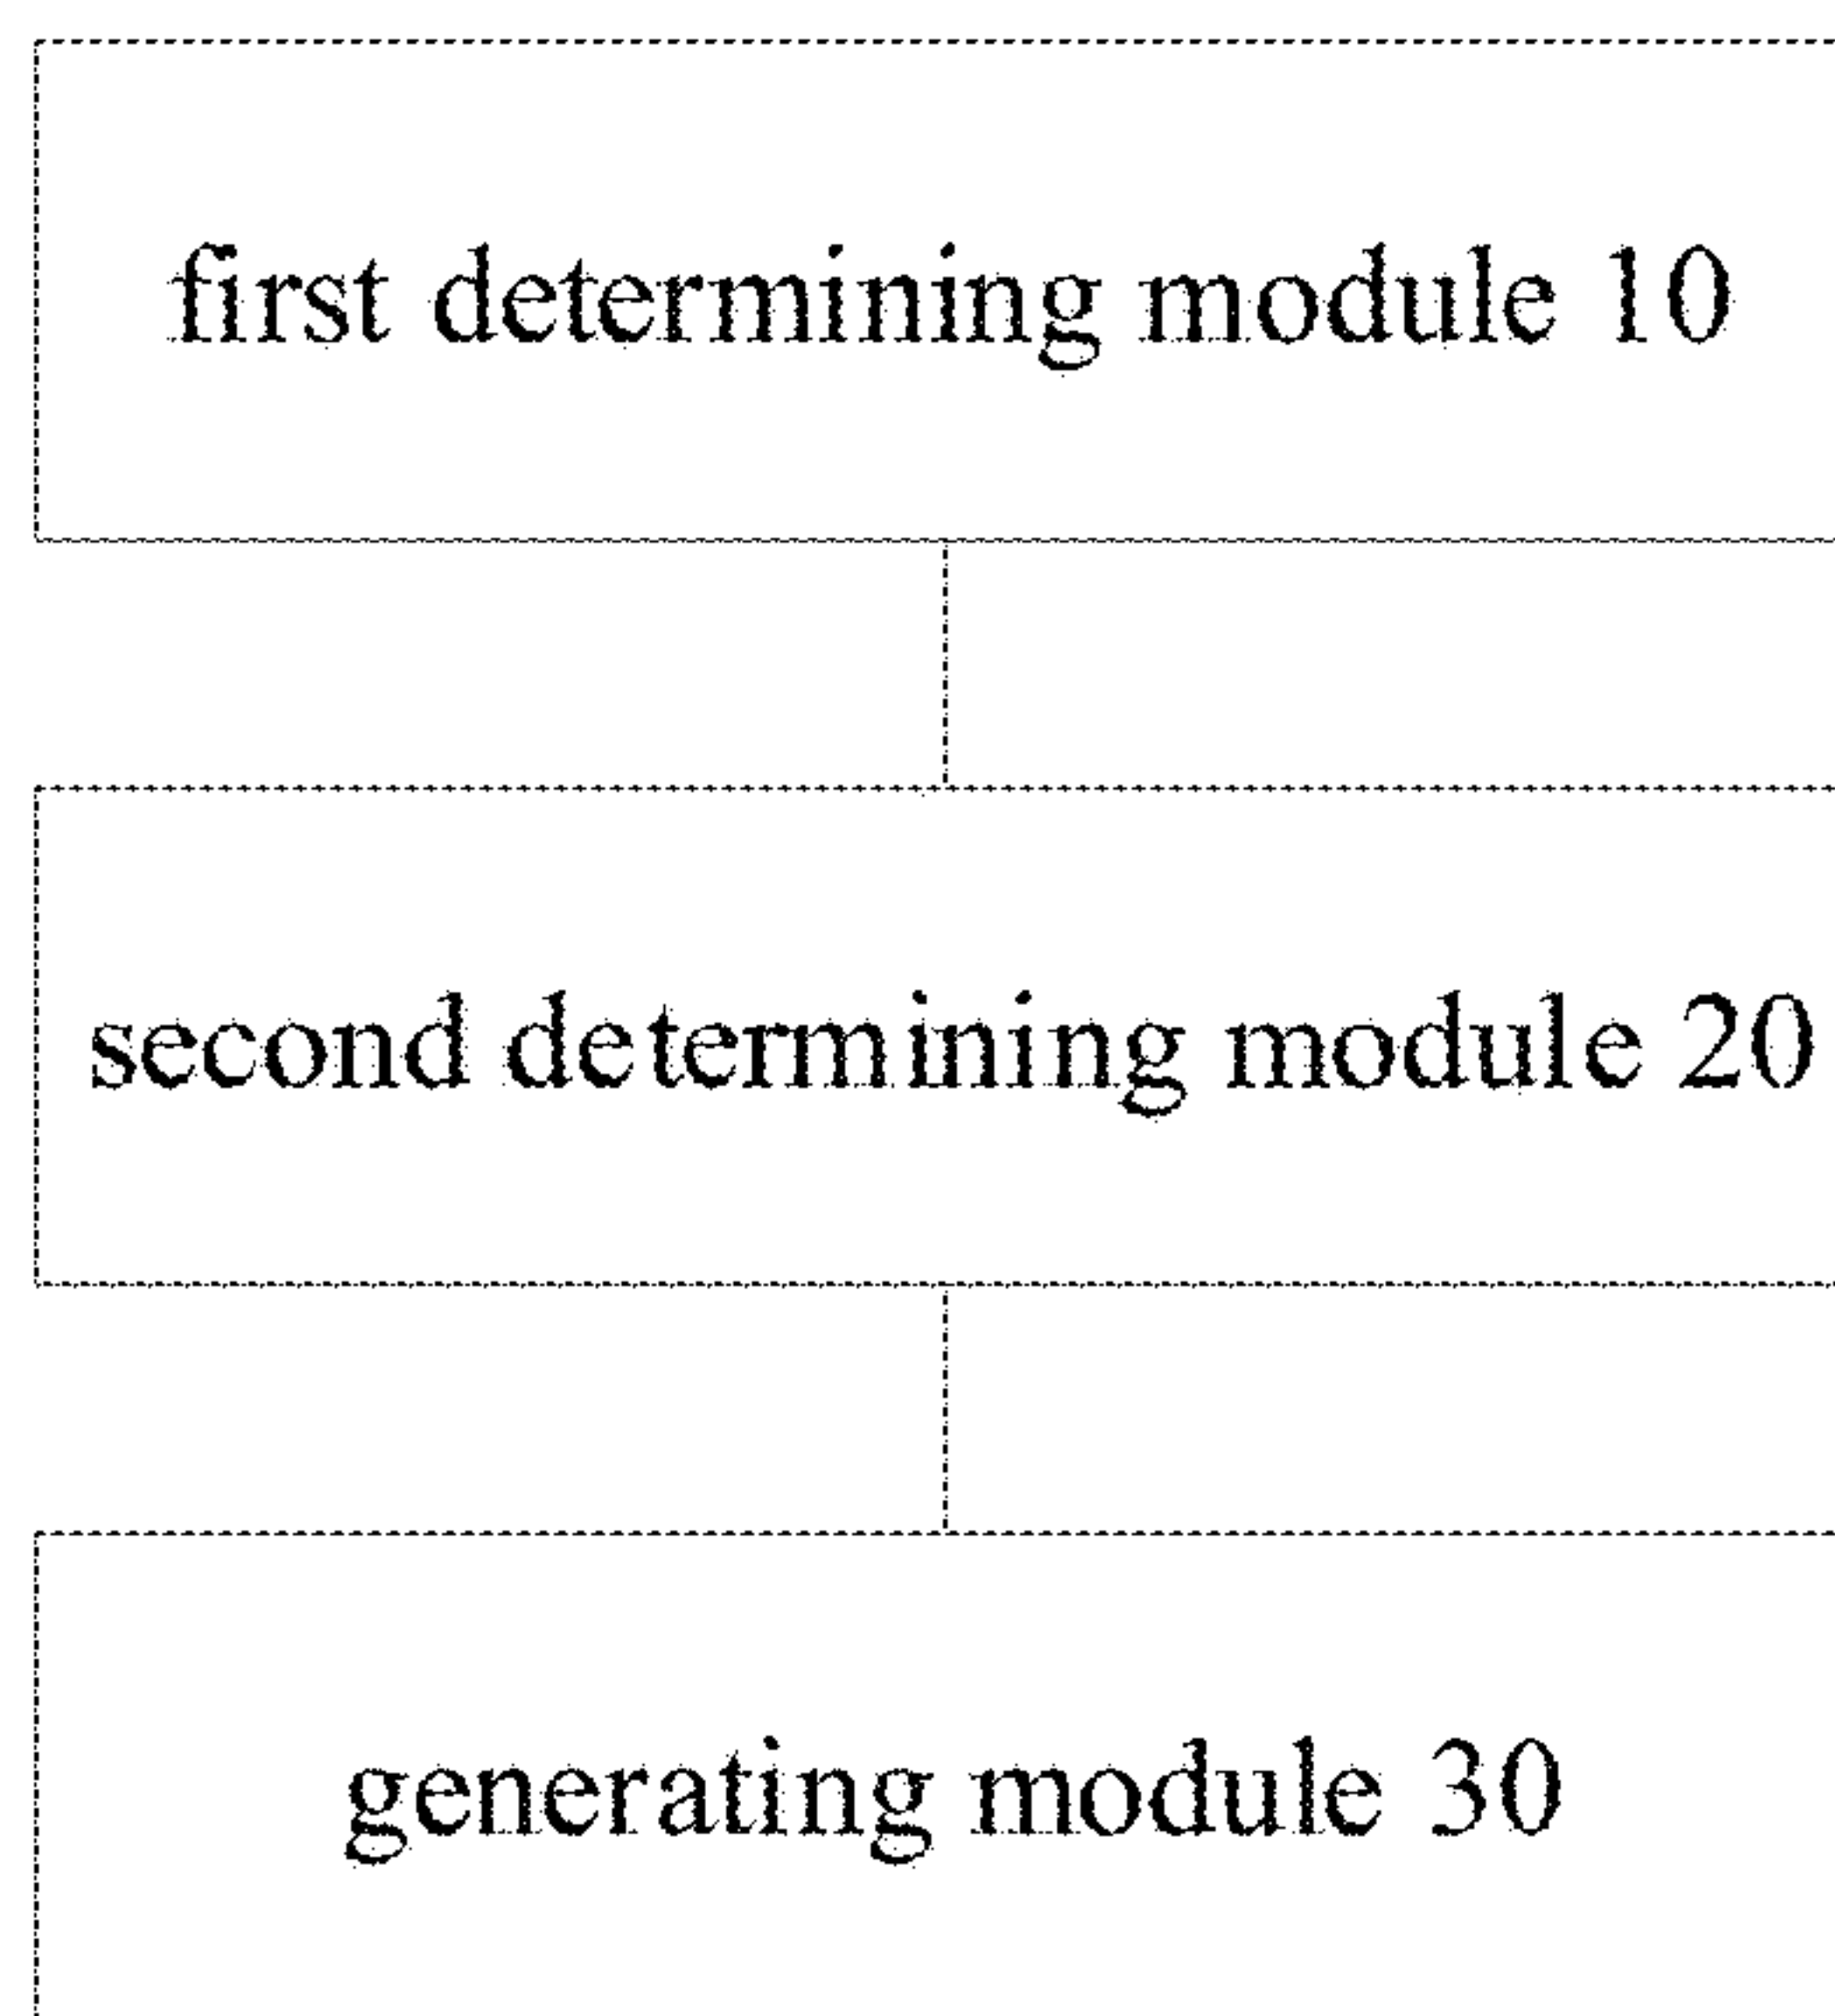 first determining module 10
second determining module 20
generating module 30